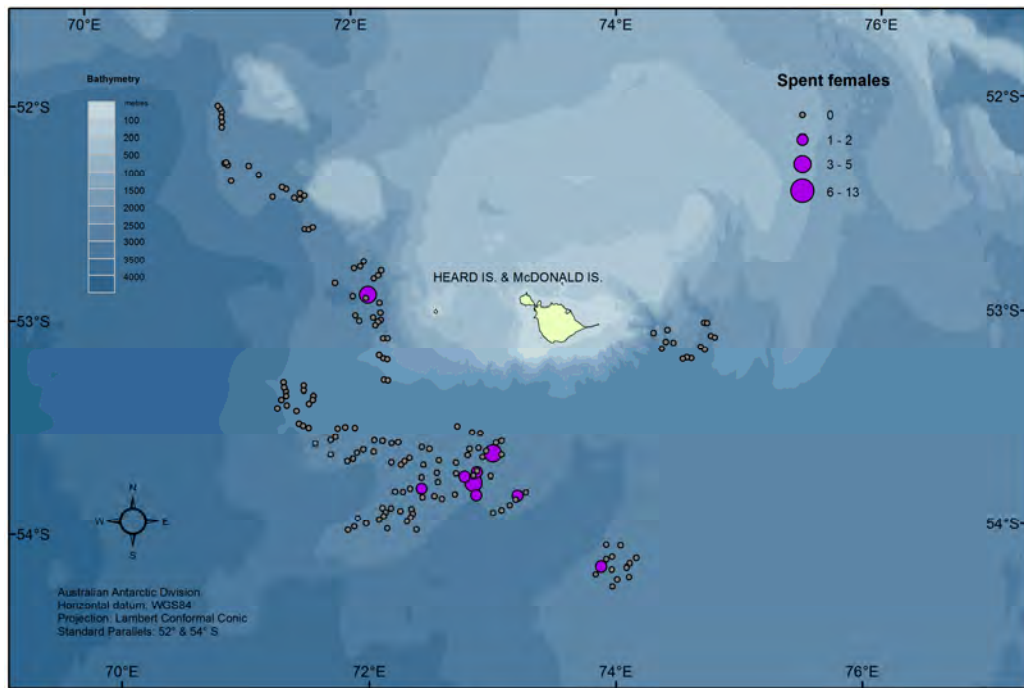 70°E 72°E 74°E 76°E
Bathymetry
metres
100
200
500
1000
1500
2000
2500
3000
3500
4000
Spent females
0
1 - 2
3 - 5
6 - 13
52°S 52°S
HEARD IS. & McDONALD IS.
53°S 53°S
N
W E
S
54°S 54°S
Australian Antarctic Division
Horizontal datum: WGS84
Projection: Lambert Conformal Conic
Standard Parallels: 52° & 54° S
70°E 72°E 74°E 76°E